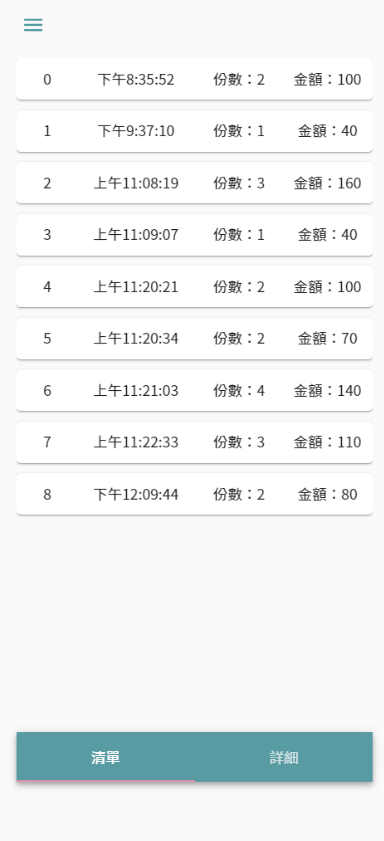 0 下午8:35:52 份數：2 金額：100
1 下午9:37:10 份數：1 金額：40
2 上午11:08:19 份數：3 金額：160
3 上午11:09:07 份數：1 金額：40
4 上午11:20:21 份數：2 金額：100
5 上午11:20:34 份數：2 金額：70
6 上午11:21:03 份數：4 金額：140
7 上午11:22:33 份數：3 金額：110
8 下午12:09:44 份數：2 金額：80
清單 詳細